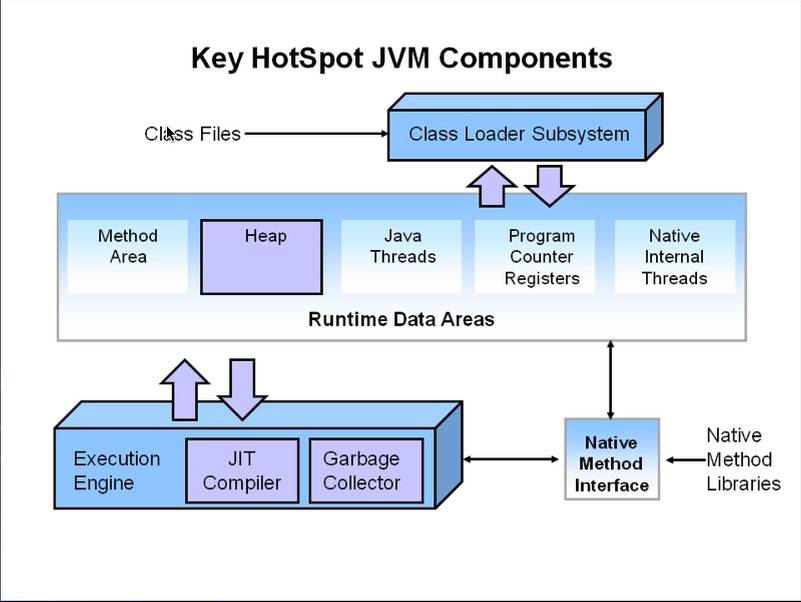 Key HotSpot JVM Components
Class Files
Class Loader Subsystem
Method
Area
Heap
Java
Threads
Program
Counter
Registers
Native
Internal
Threads
Runtime Data Areas
Execution
Engine
JIT
Compiler
Garbage
Collector
Native
Method
Interface
Native
Method
Libraries